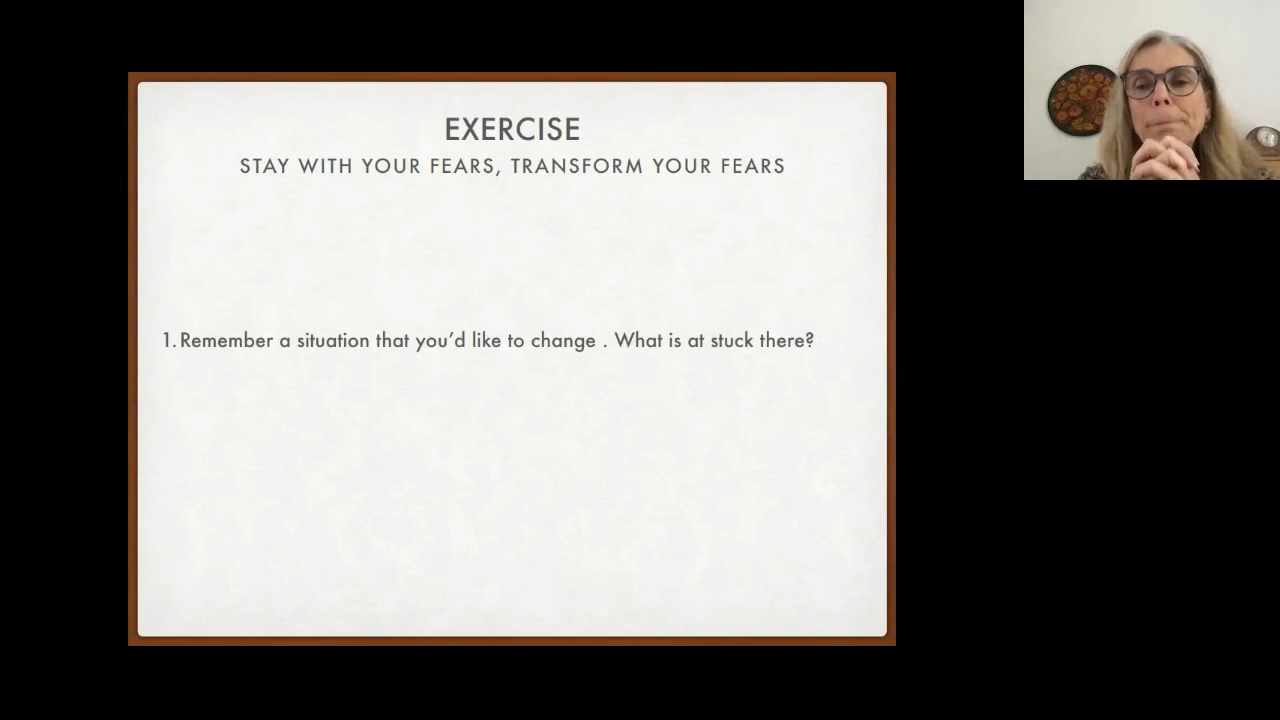 EXERCISE
STAY WITH YOUR FEARS, TRANSFORM YOUR FEARS
1. Remember a situation that you’d like to change . What is at stuck there?